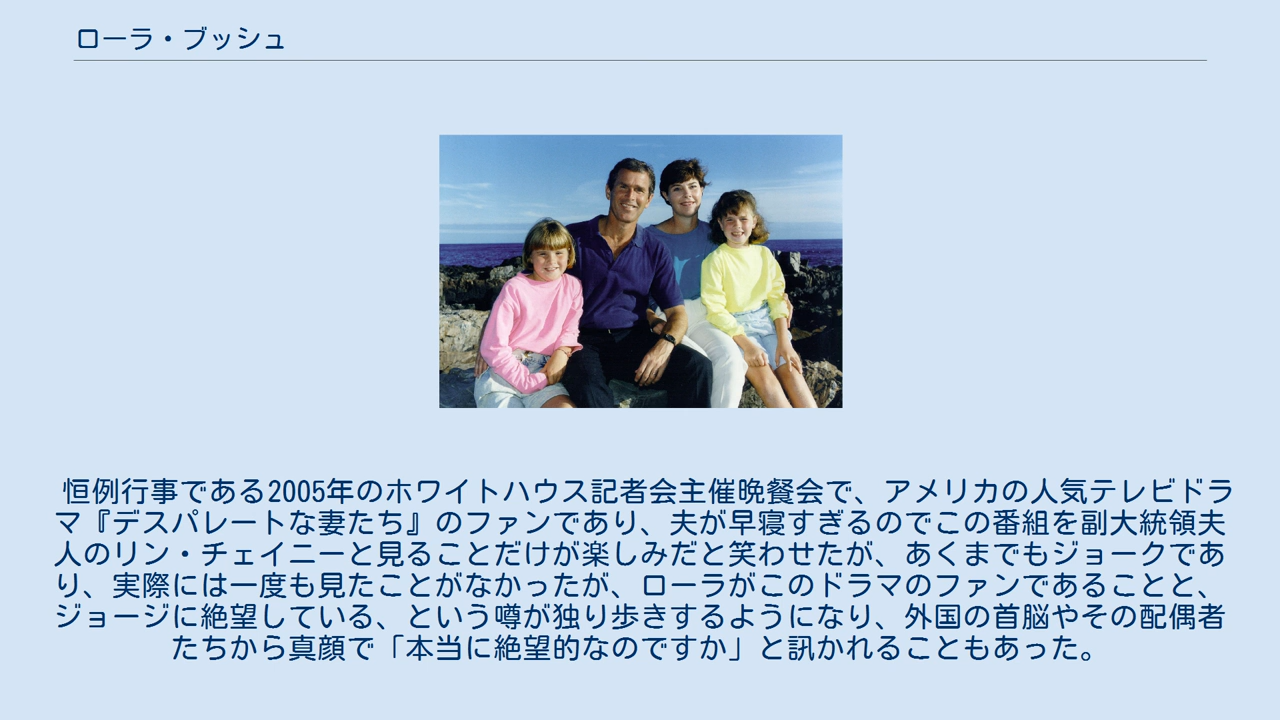 ローラ・ブッシュ
恒例行事である2005年のホワイトハウス記者会主催晩餐会で、アメリカの人気テレビドラ
マ『デスパレートな妻たち』のファンであり、夫が早寝すぎるのでこの番組を副大統領夫
人のリン・チェイニーと見ることだけが楽しみだと笑わせたが、あくまでもジョークであ
り、実際には一度も見たことがなかったが、ローラがこのドラマのファンであることと、
ジョージに絶望している、という噂が独り歩きするようになり、外国の首脳やその配偶者
たちから真顔で「本当に絶望的なのですか」と訊かれることもあった。